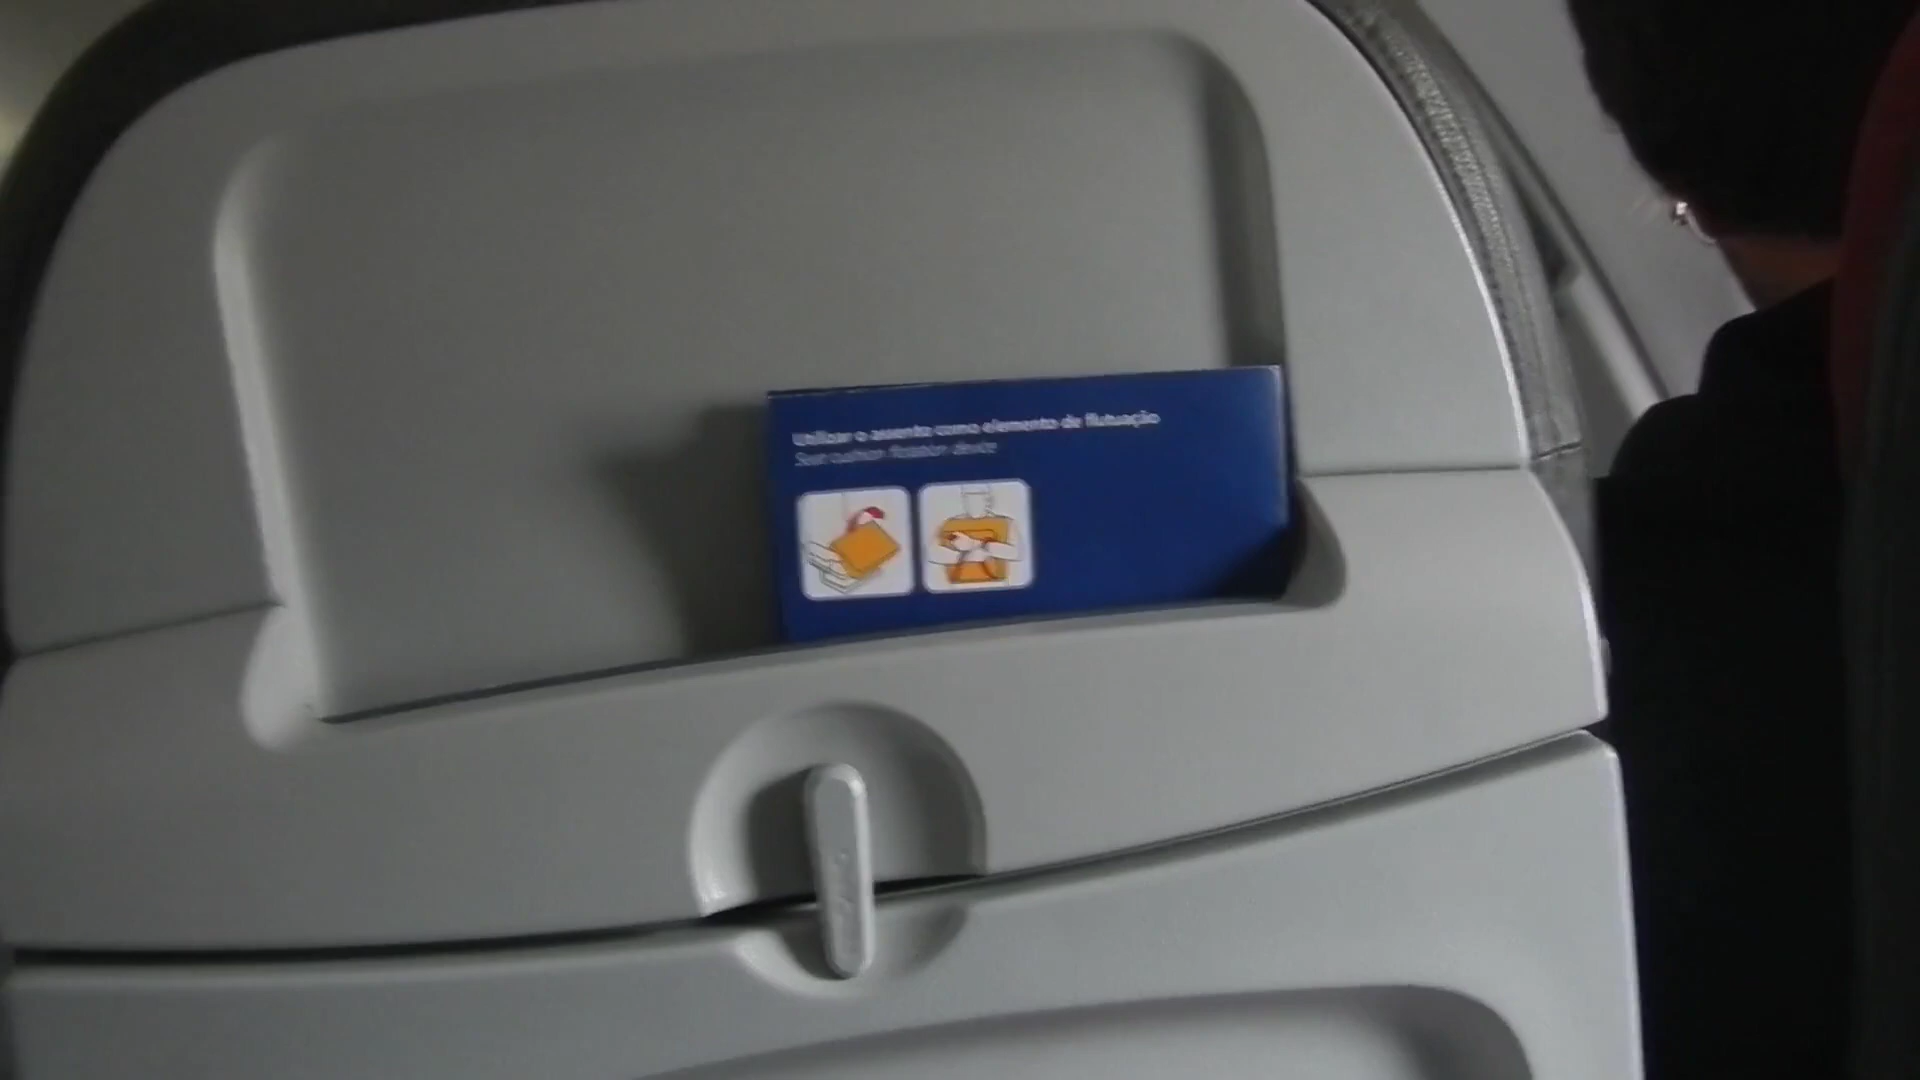 Utilizar o assento como elemento de flutuação
Seat cushion flotation device